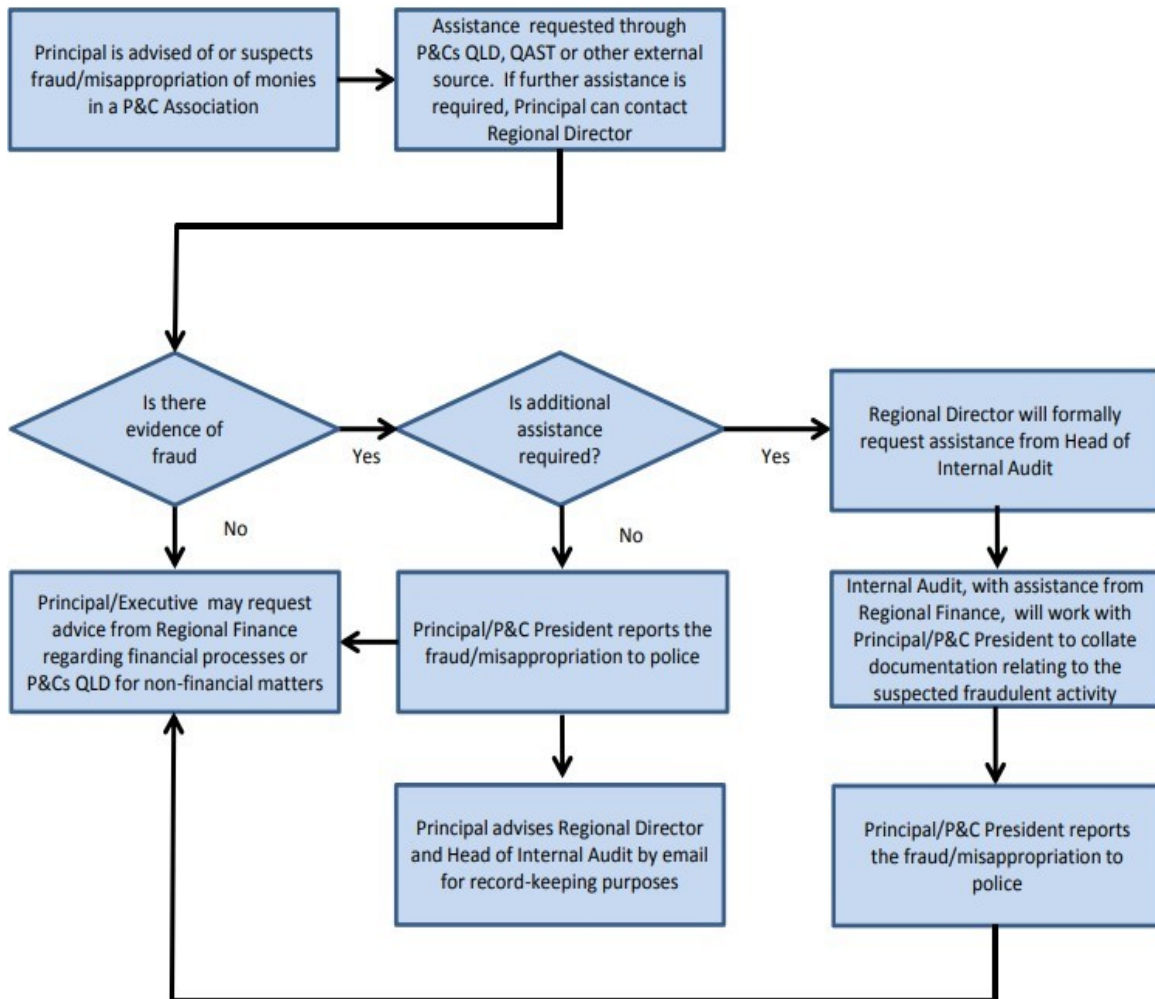 Principal is advised of or suspects
fraud/misappropriation of monies
in a P&C Association
Assistance requested through
P&Cs QLD, QAST or other external
source. If further assistance is
required, Principal can contact
Regional Director
Is there
evidence of
fraud
Yes
No
Is additional
assistance
required?
Yes
No
Regional Director will formally
request assistance from Head of
Internal Audit
Principal/Executive may request
advice from Regional Finance
regarding financial processes or
P&Cs QLD for non-financial matters
Principal/P&C President reports the
fraud/misappropriation to police
Internal Audit, with assistance from
Regional Finance, will work with
Principal/P&C President to collate
documentation relating to the
suspected fraudulent activity
Principal advises Regional Director
and Head of Internal Audit by email
for record-keeping purposes
Principal/P&C President reports
the fraud/misappropriation to
police